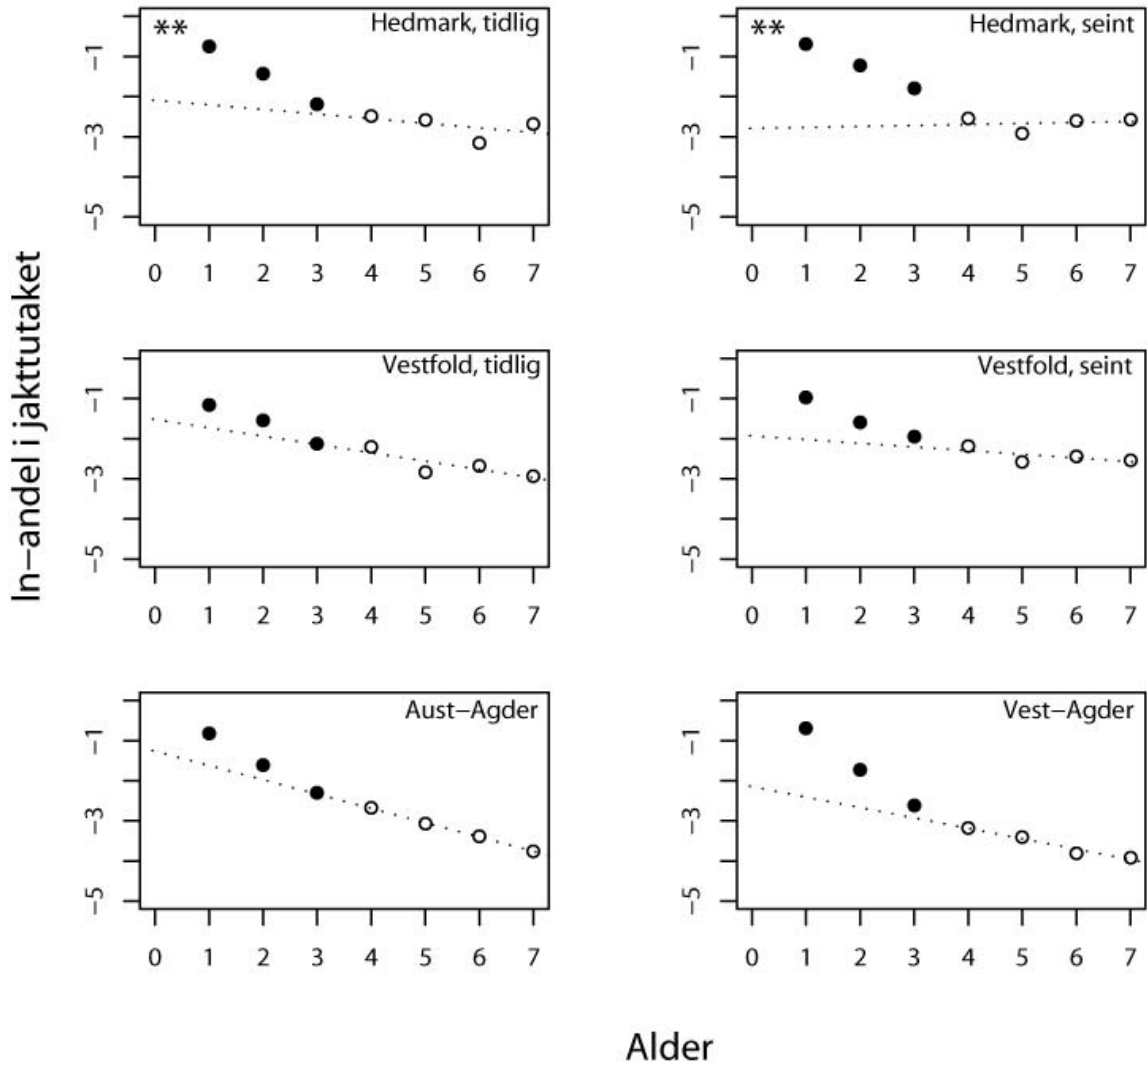 ln−andel i jakttutaket
** Hedmark, tidlig
−1
−3
−5
0 1 2 3 4 5 6 7
** Hedmark, seint
−1
−3
−5
0 1 2 3 4 5 6 7
Vestfold, tidlig
−1
−3
−5
0 1 2 3 4 5 6 7
Vestfold, seint
−1
−3
−5
0 1 2 3 4 5 6 7
Aust−Agder
−1
−3
−5
0 1 2 3 4 5 6 7
Vest−Agder
−1
−3
−5
0 1 2 3 4 5 6 7
Alder